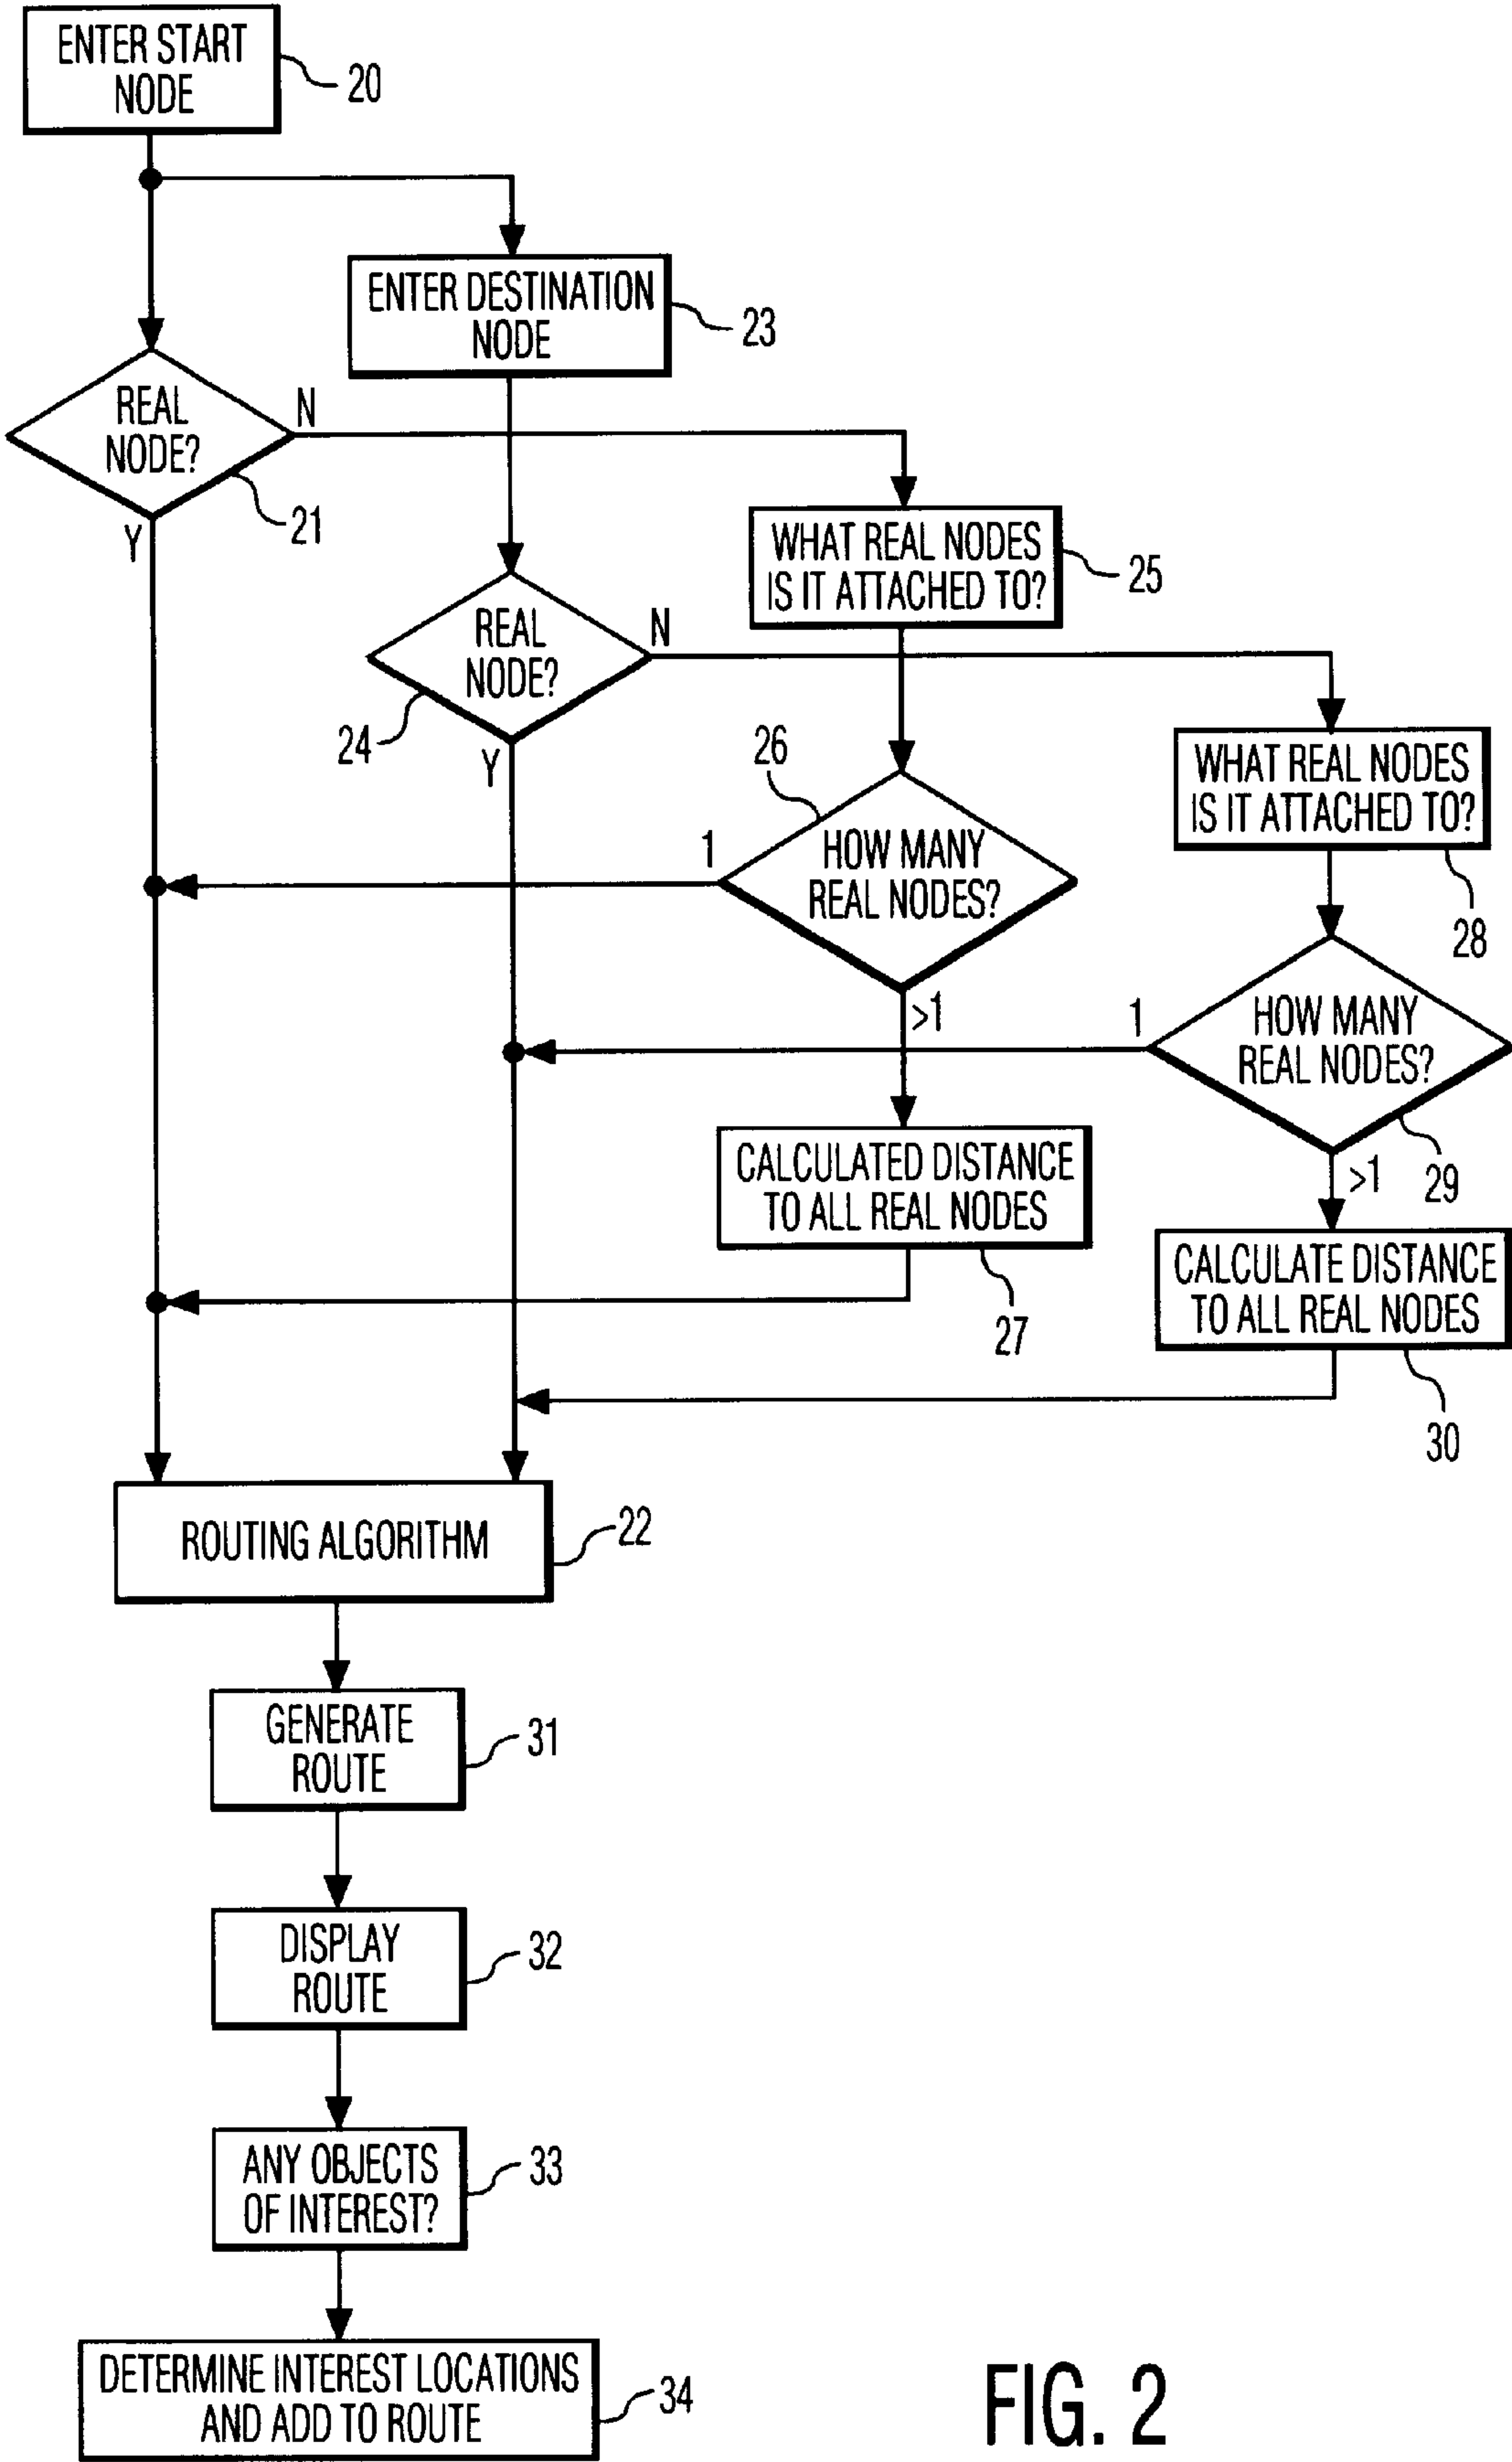 ENTER START
NODE
20
ENTER DESTINATION
NODE
23
REAL
NODE?
N
21
Y
WHAT REAL NODES
IS IT ATTACHED TO?
25
REAL
NODE?
N
24
Y
26
WHAT REAL NODES
IS IT ATTACHED TO?
28
HOW MANY
REAL NODES?
1
>1
HOW MANY
REAL NODES?
1
29
>1
CALCULATED DISTANCE
TO ALL REAL NODES
27
CALCULATE DISTANCE
TO ALL REAL NODES
30
ROUTING ALGORITHM
22
GENERATE
ROUTE
31
DISPLAY
ROUTE
32
ANY OBJECTS
OF INTEREST?
33
DETERMINE INTEREST LOCATIONS
AND ADD TO ROUTE
34
FIG. 2